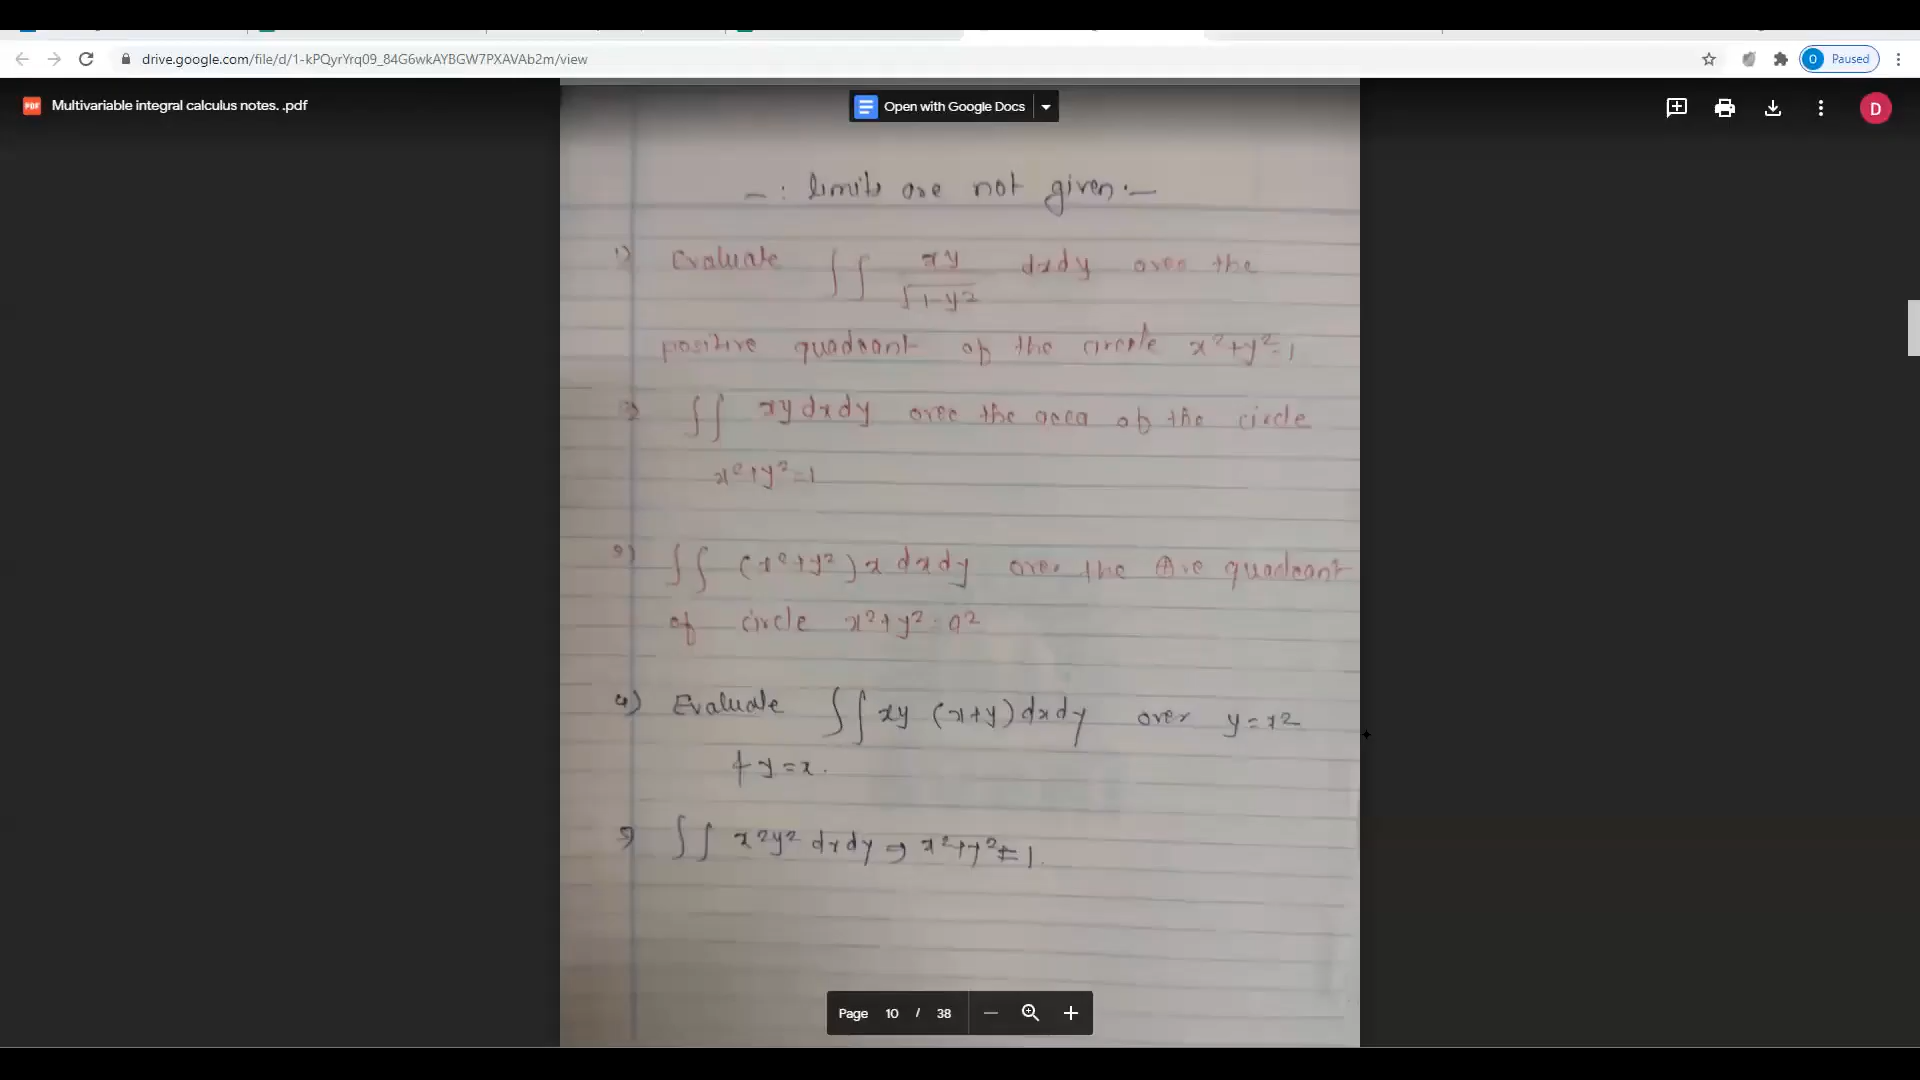 drive.google.com/file/d/1-kPQyrYrq09_84G6wkAYBGW7PXAVAb2m/view
Paused
PDF Multivariable integral calculus notes. .pdf
Open with Google Docs
D
- : limits are not given. -
1) Evaluate ∫∫ xy/√1-y² dxdy over the
positive quadrant of the circle x²+y²=1
2) ∫∫ xy dxdy over the area of the circle
x²+y²=1
3) ∫∫ (x²+y²)x dxdy over the ⊕ve quadrant
of circle x²+y²=a²
4) Evaluate ∫∫ xy (x+y) dxdy over y=x²
& y=x.
5) ∫∫ x²y² dxdy → x²+y²≤1.
Page 10 / 38